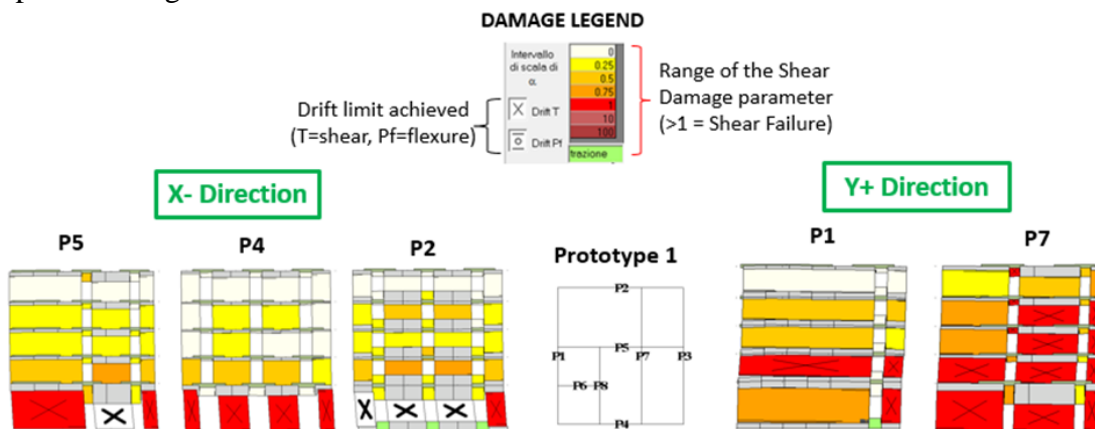 DAMAGE LEGEND
Intervallo
di scala di
α.
Drift T
Drift Pf
0
0.25
0.5
0.75
1
10
100
trazione
Drift limit achieved
(T=shear, Pf=flexure)
Range of the Shear
Damage parameter
(>1 = Shear Failure)
X- Direction
Y+ Direction
P5
P4
P2
Prototype 1
P1
P7
P2
P5
P1
P7
P3
P6
P8
P4